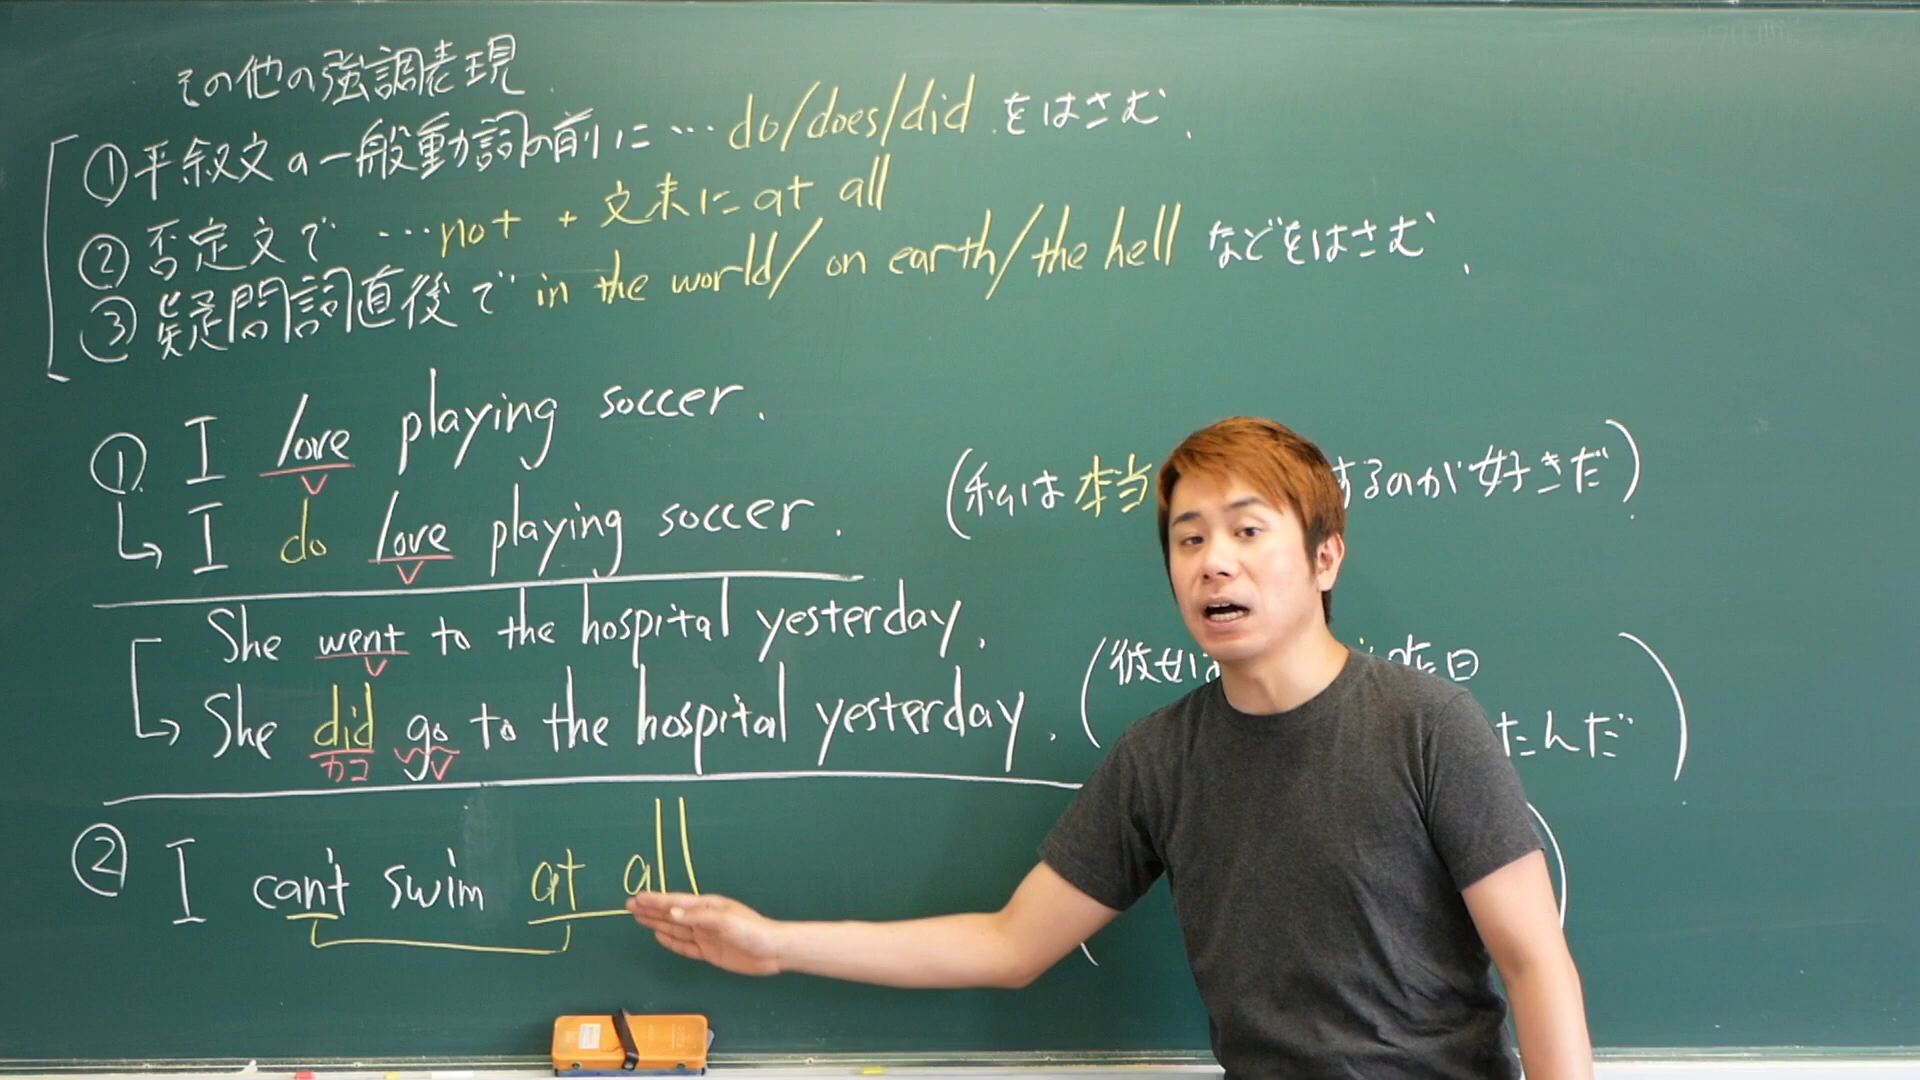 その他の強調表現
①平叙文の一般動詞の前に…do/does/didをはさむ.
②否定文で …not + 文末に at all
③疑問詞直後で in the world/on earth/the hell などをはさむ.
① I love playing soccer.
V
↳ I do love playing soccer. (私は本当 するのが好きだ)
V
She went to the hospital yesterday. (彼女は 昨日
V
↳ She did go to the hospital yesterday. たんだ)
カコ V
② I can't swim at all